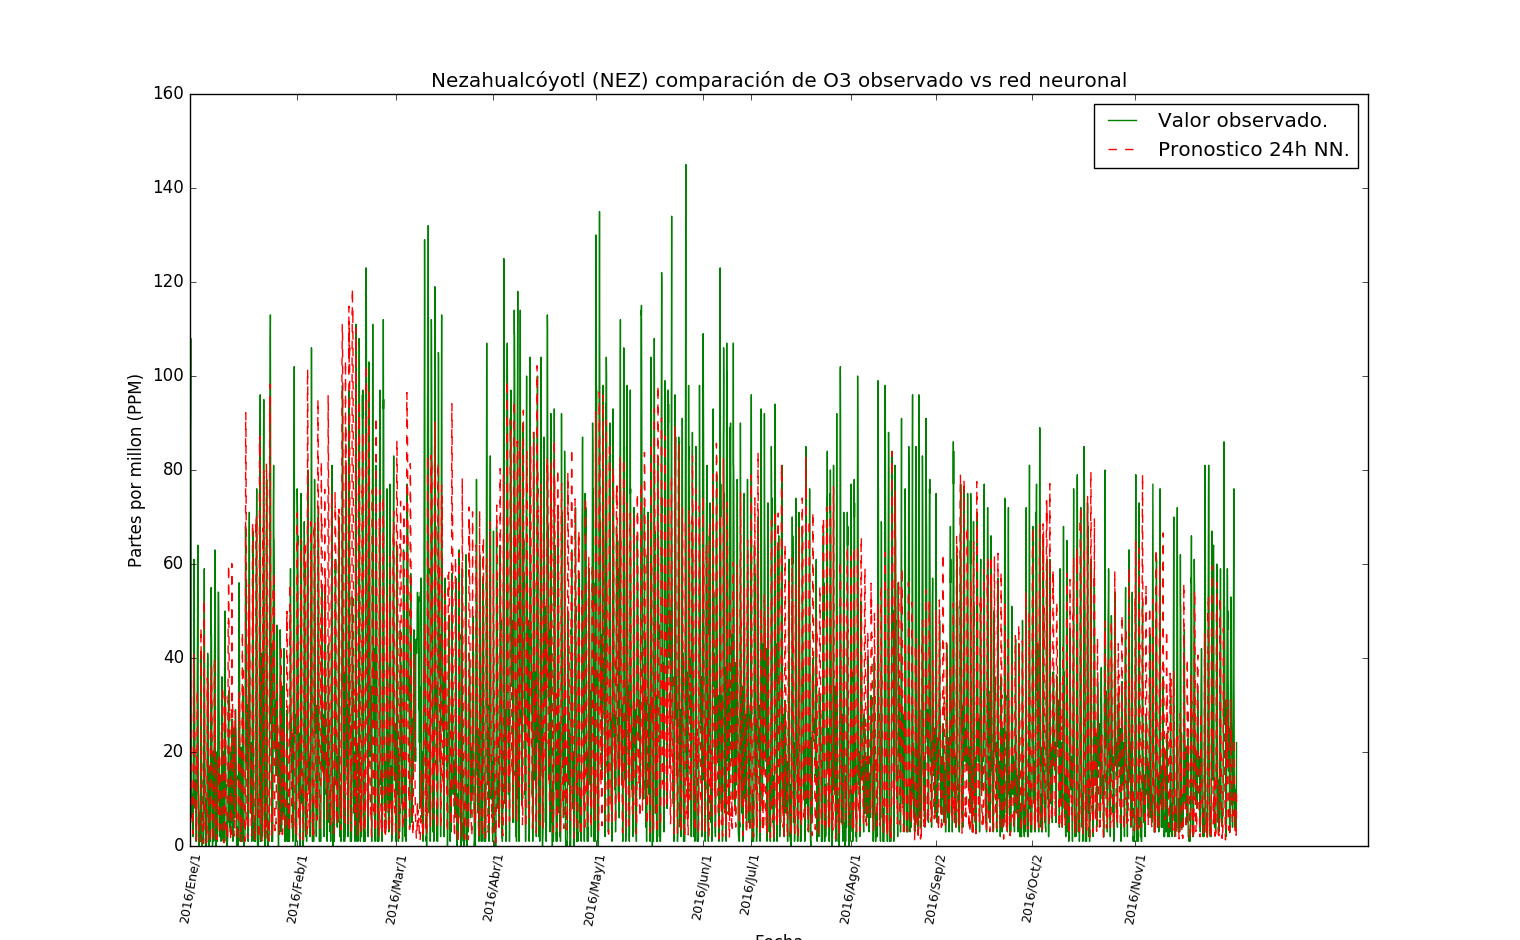 Nezahualcóyotl (NEZ) comparación de O3 observado vs red neuronal
Valor observado.
Pronostico 24h NN.
Partes por millon (PPM)
160
140
120
100
80
60
40
20
0
2016/Ene/1
2016/Feb/1
2016/Mar/1
2016/Abr/1
2016/May/1
2016/Jun/1
2016/Jul/1
2016/Ago/1
2016/Sep/2
2016/Oct/2
2016/Nov/1
Fecha